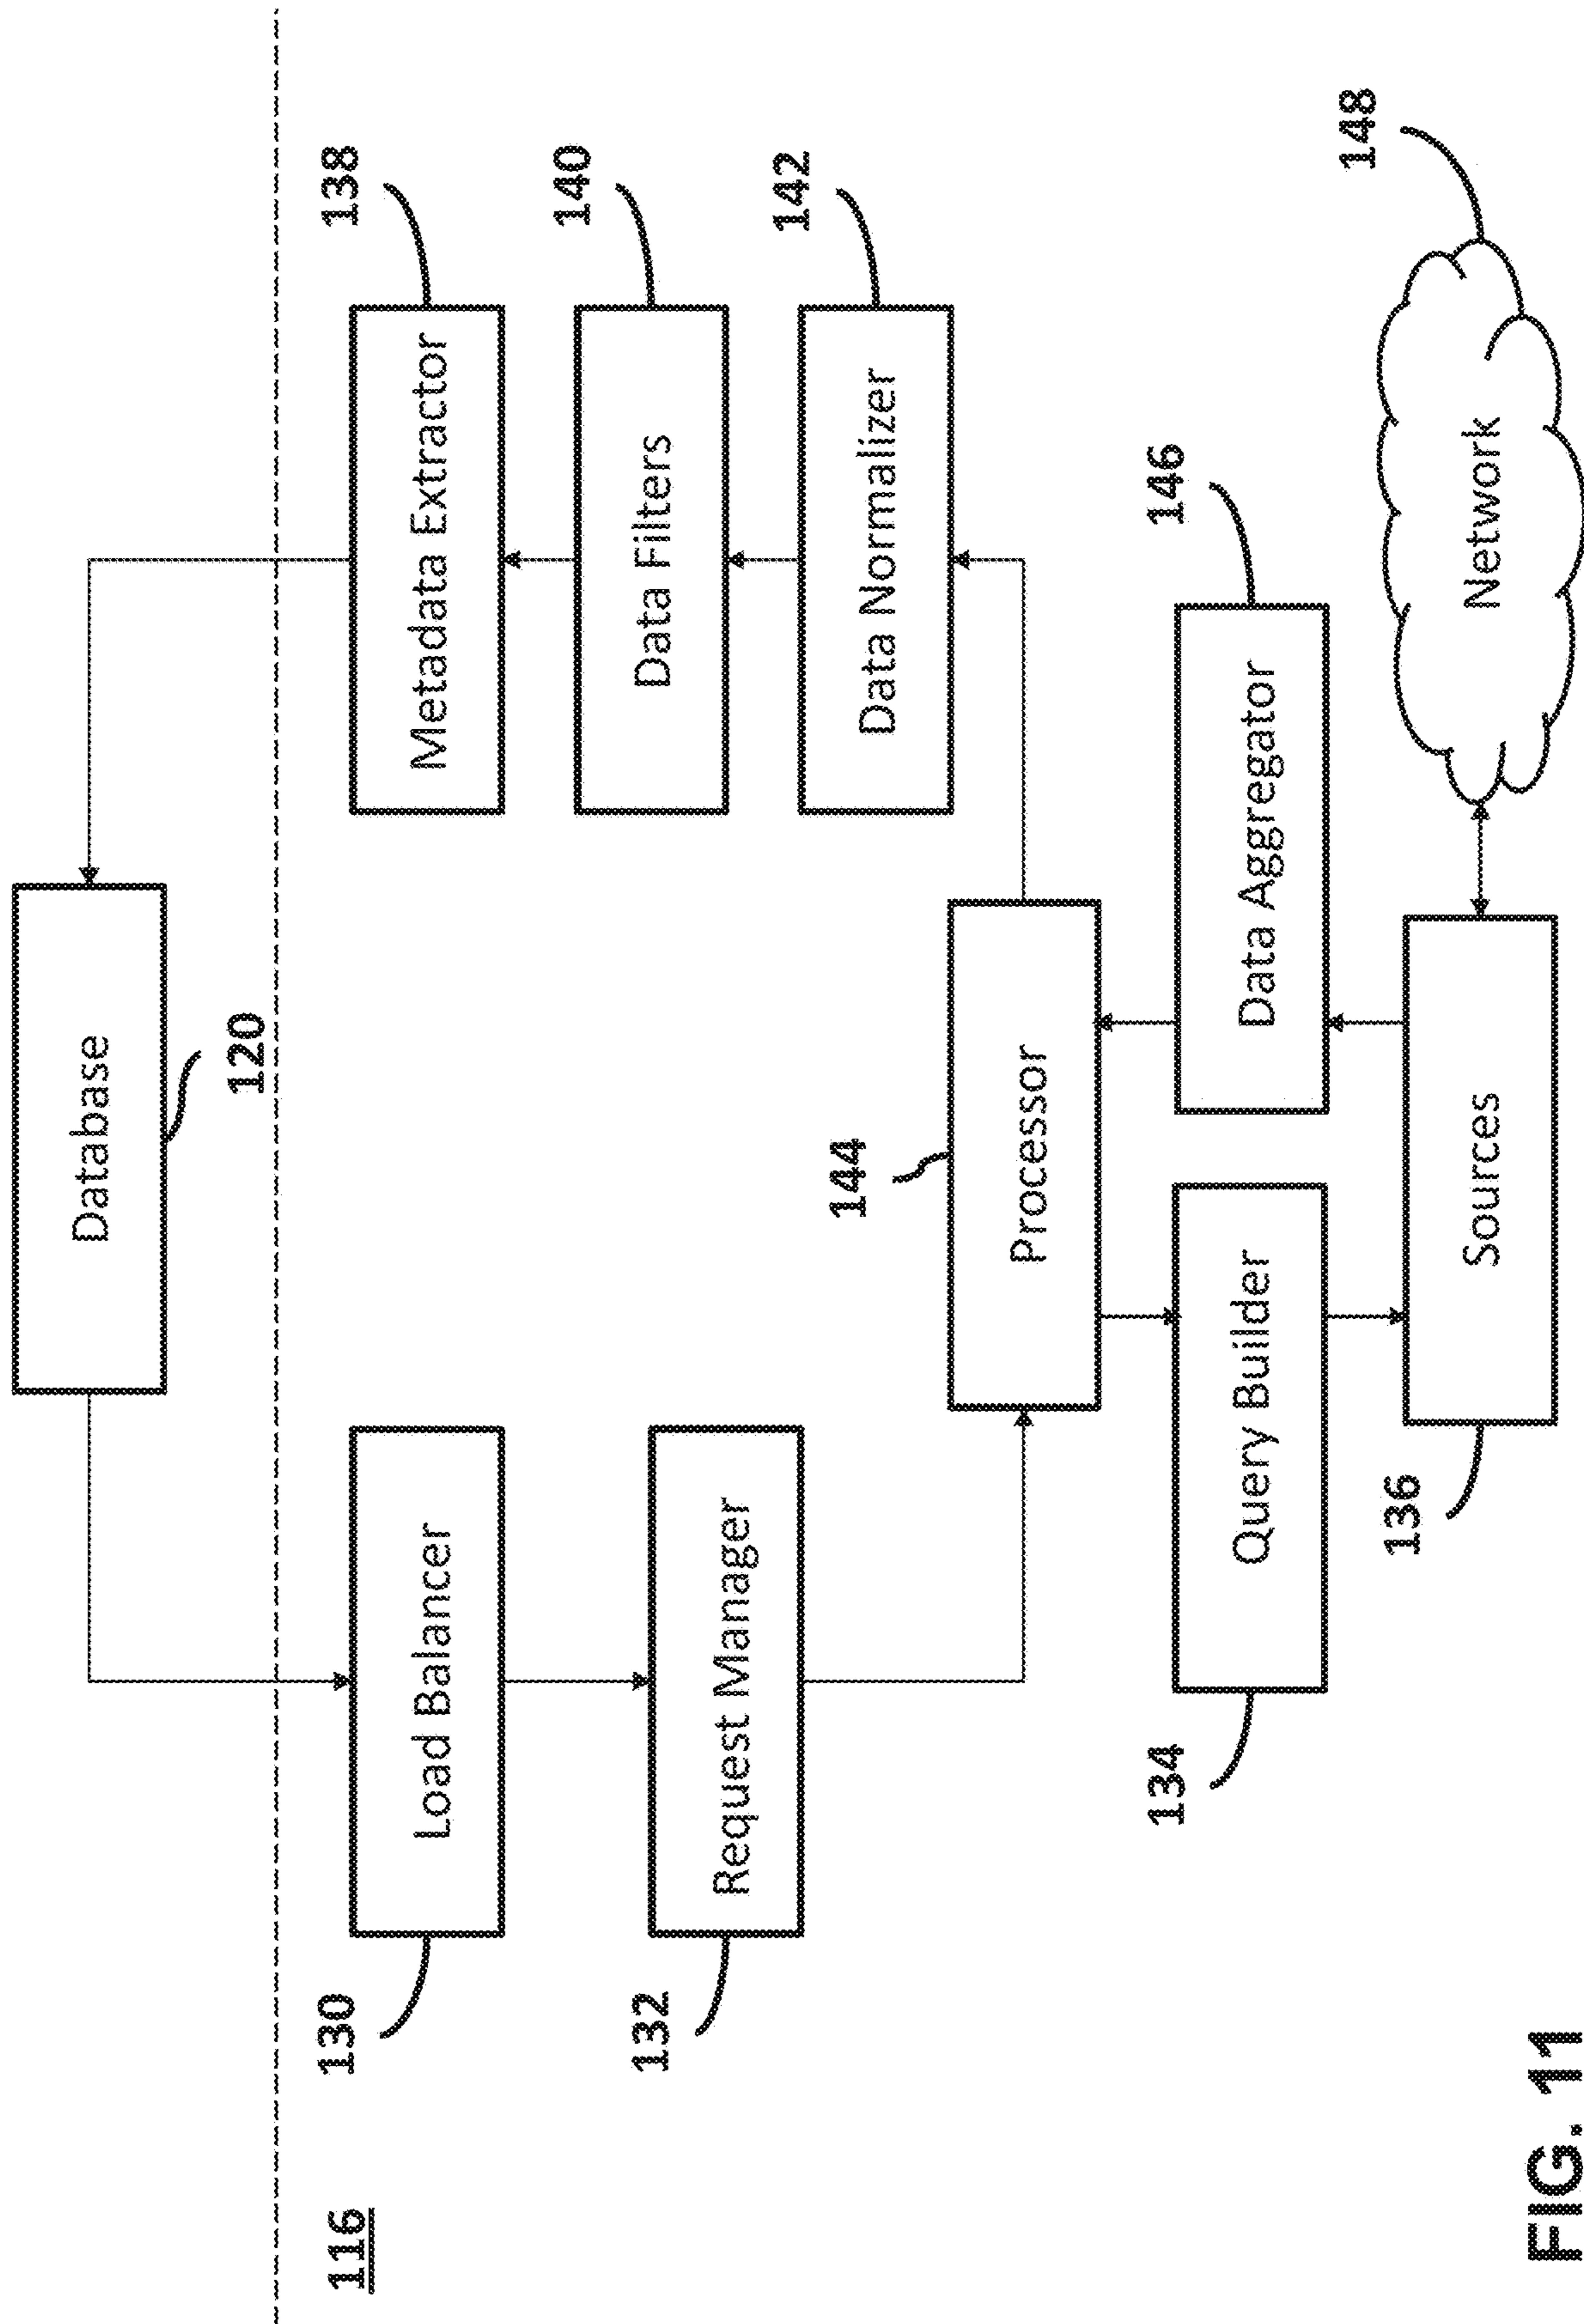 Database
120
116
130
Load Balancer
Metadata Extractor
138
Data Filters
140
132
Request Manager
Data Normalizer
142
144
Processor
134
Query Builder
Data Aggregator
146
136
Sources
Network
148
FIG. 11